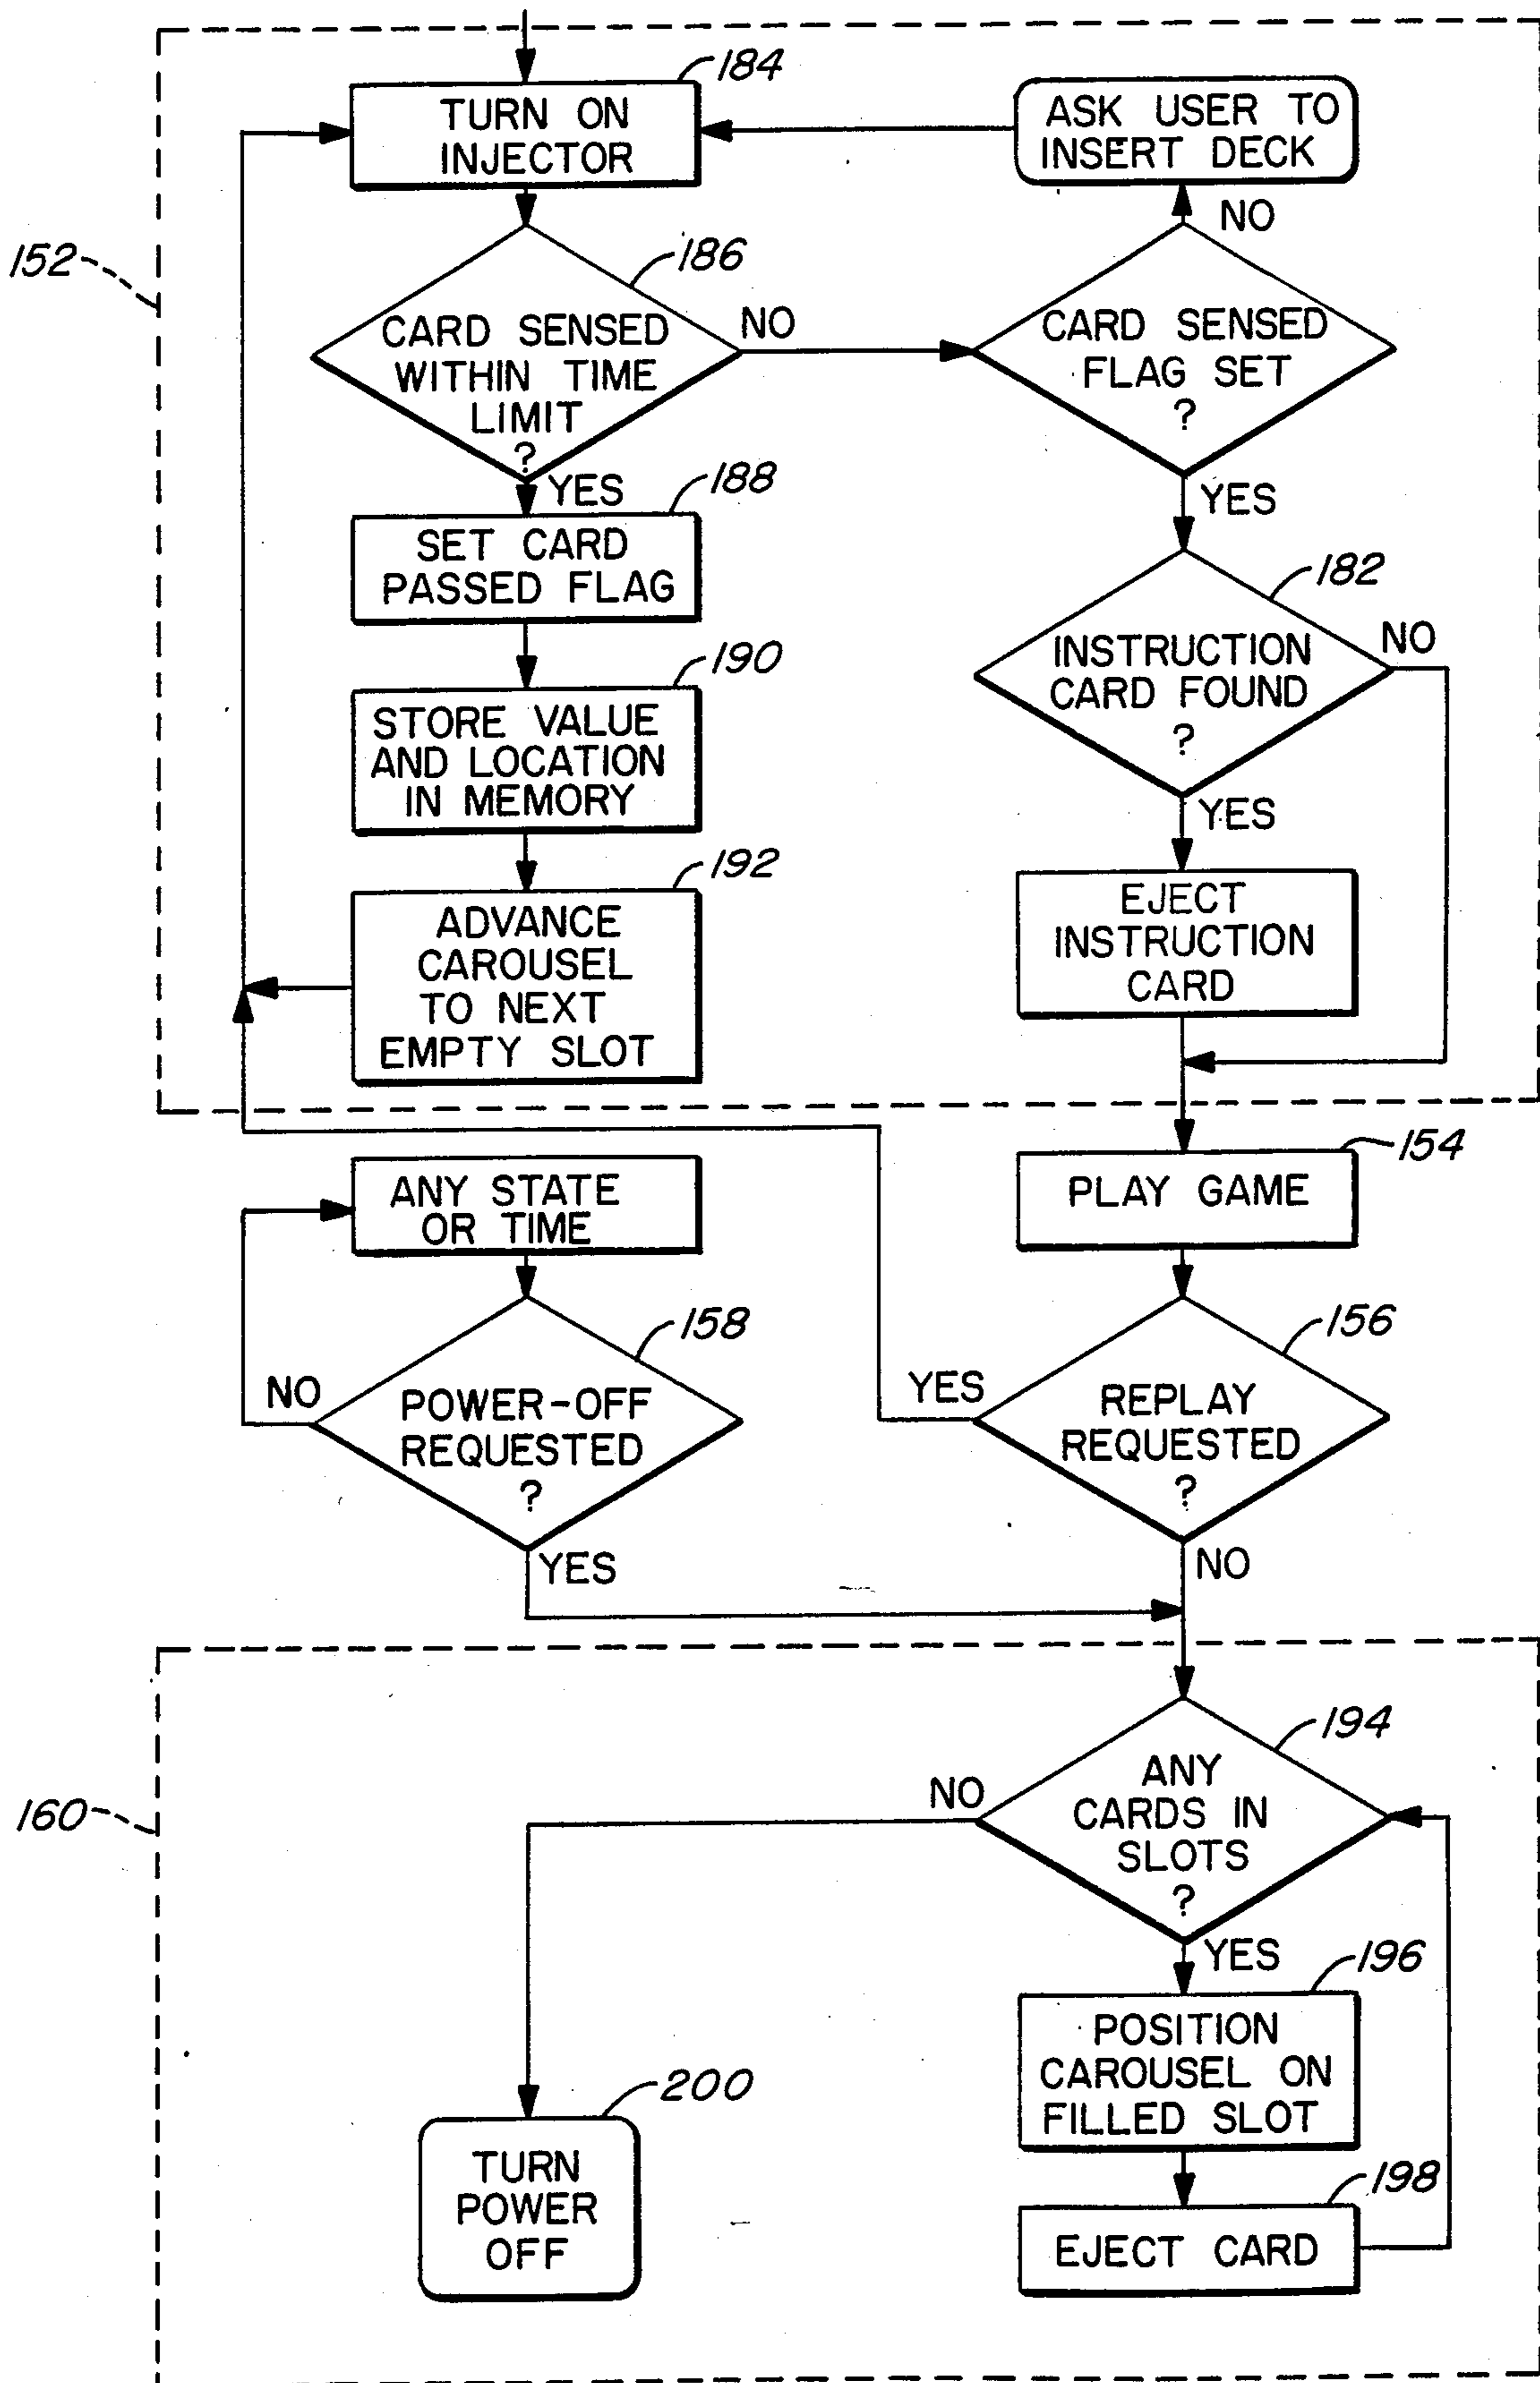 184
TURN ON
INJECTOR
ASK USER TO
INSERT DECK
NO
152
186
CARD SENSED
WITHIN TIME
LIMIT
?
NO
CARD SENSED
FLAG SET
?
YES
188
YES
SET CARD
PASSED FLAG
182
INSTRUCTION
CARD FOUND
?
NO
190
STORE VALUE
AND LOCATION
IN MEMORY
YES
192
ADVANCE
CAROUSEL
TO NEXT
EMPTY SLOT
EJECT
INSTRUCTION
CARD
154
PLAY GAME
ANY STATE
OR TIME
158
156
NO
POWER-OFF
REQUESTED
?
YES
REPLAY
REQUESTED
?
YES
NO
194
160
NO
ANY
CARDS IN
SLOTS
?
YES
196
POSITION
CAROUSEL ON
FILLED SLOT
200
TURN
POWER
OFF
198
EJECT CARD